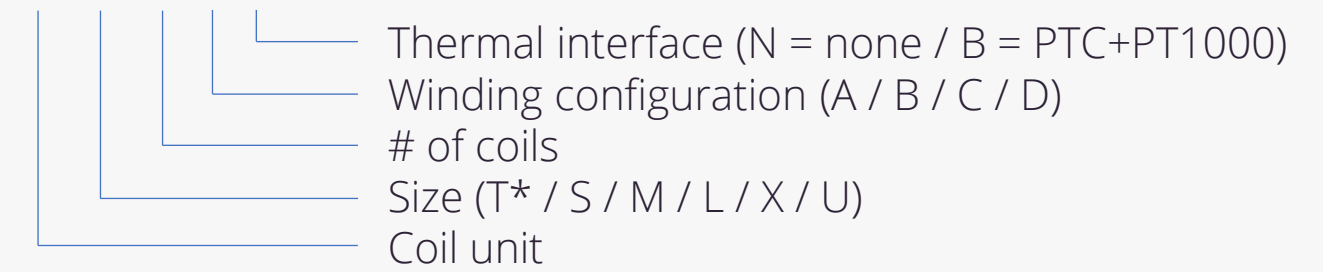 Thermal interface (N = none / B = PTC+PT1000)
Winding configuration (A / B / C / D)
# of coils
Size (T* / S / M / L / X / U)
Coil unit